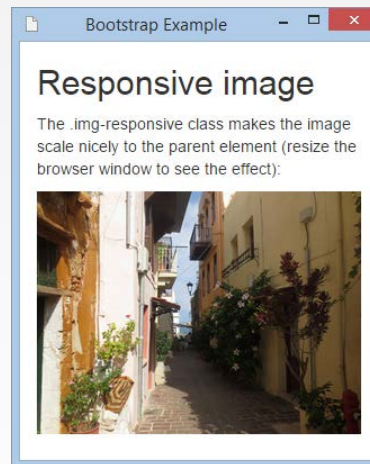 Bootstrap Example
Responsive image
The .img-responsive class makes the image
scale nicely to the parent element (resize the
browser window to see the effect):